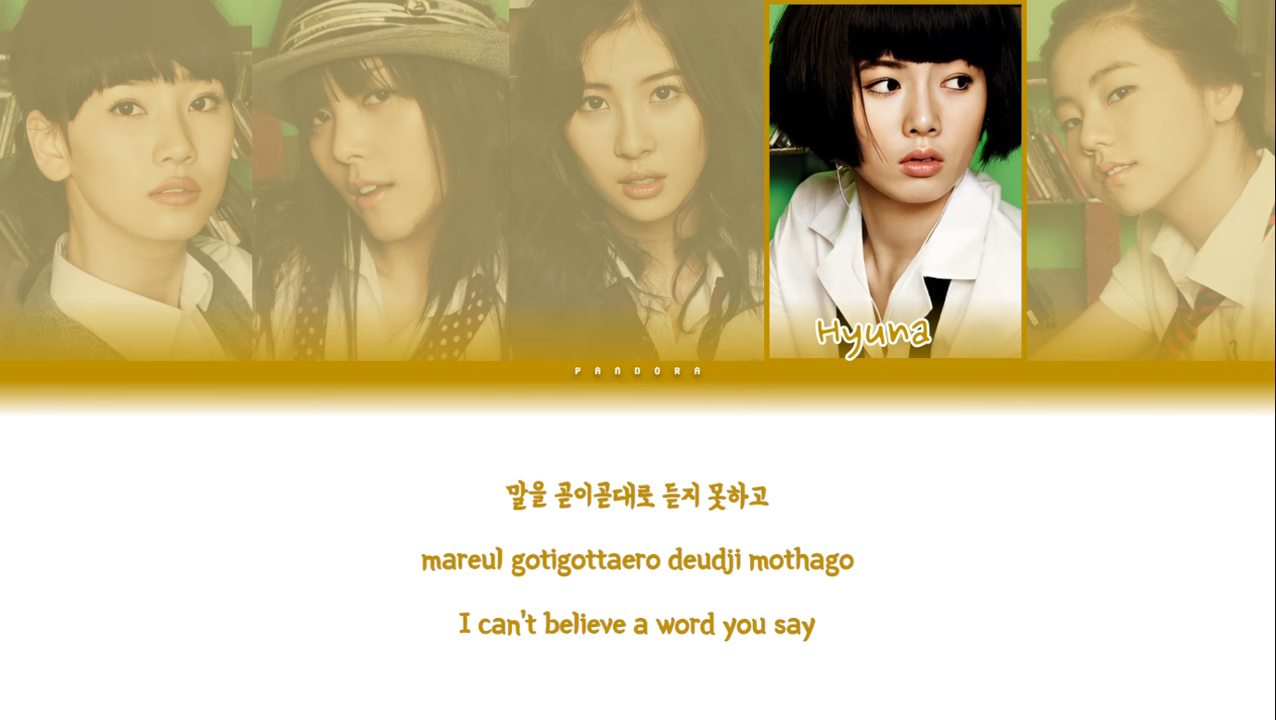 Hyuna
PANDORA
말을 곧이곧대로 듣지 못하고
mareul gotigottaero deudji mothago
I can't believe a word you say